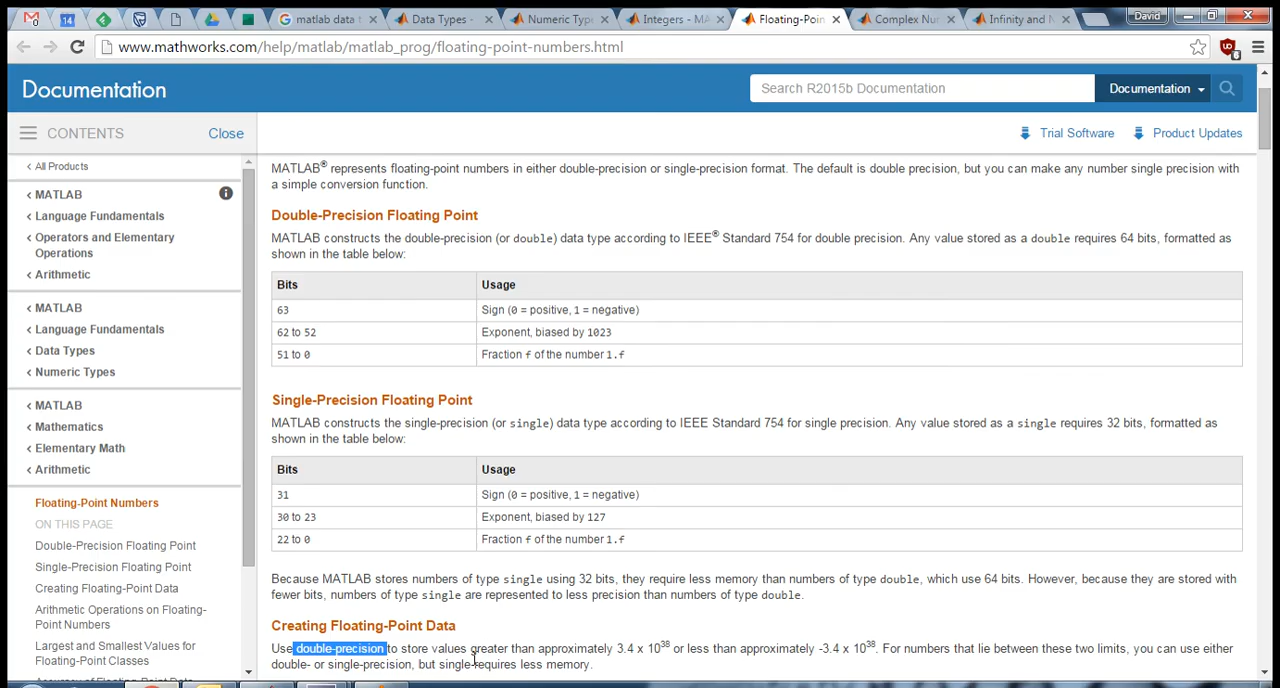 14
matlab data t
Data Types -
Numeric Type
Integers - MA
Floating-Poin
Complex Nu
Infinity and N
David
www.mathworks.com/help/matlab/matlab_prog/floating-point-numbers.html
Documentation
Search R2015b Documentation
Documentation
CONTENTS
Close
Trial Software
Product Updates
‹ All Products
‹ MATLAB
‹ Language Fundamentals
‹ Operators and Elementary
Operations
‹ Arithmetic
‹ MATLAB
‹ Language Fundamentals
‹ Data Types
‹ Numeric Types
‹ MATLAB
‹ Mathematics
‹ Elementary Math
‹ Arithmetic
Floating-Point Numbers
ON THIS PAGE
Double-Precision Floating Point
Single-Precision Floating Point
Creating Floating-Point Data
Arithmetic Operations on Floating-
Point Numbers
Largest and Smallest Values for
Floating-Point Classes
MATLAB® represents floating-point numbers in either double-precision or single-precision format. The default is double precision, but you can make any number single precision with
a simple conversion function.
Double-Precision Floating Point
MATLAB constructs the double-precision (or double) data type according to IEEE® Standard 754 for double precision. Any value stored as a double requires 64 bits, formatted as
shown in the table below:
Bits Usage
63 Sign (0 = positive, 1 = negative)
62 to 52 Exponent, biased by 1023
51 to 0 Fraction f of the number 1.f
Single-Precision Floating Point
MATLAB constructs the single-precision (or single) data type according to IEEE Standard 754 for single precision. Any value stored as a single requires 32 bits, formatted as
shown in the table below:
Bits Usage
31 Sign (0 = positive, 1 = negative)
30 to 23 Exponent, biased by 127
22 to 0 Fraction f of the number 1.f
Because MATLAB stores numbers of type single using 32 bits, they require less memory than numbers of type double, which use 64 bits. However, because they are stored with
fewer bits, numbers of type single are represented to less precision than numbers of type double.
Creating Floating-Point Data
Use double-precision to store values greater than approximately 3.4 x 10³⁸ or less than approximately -3.4 x 10³⁸. For numbers that lie between these two limits, you can use either
double- or single-precision, but single requires less memory.